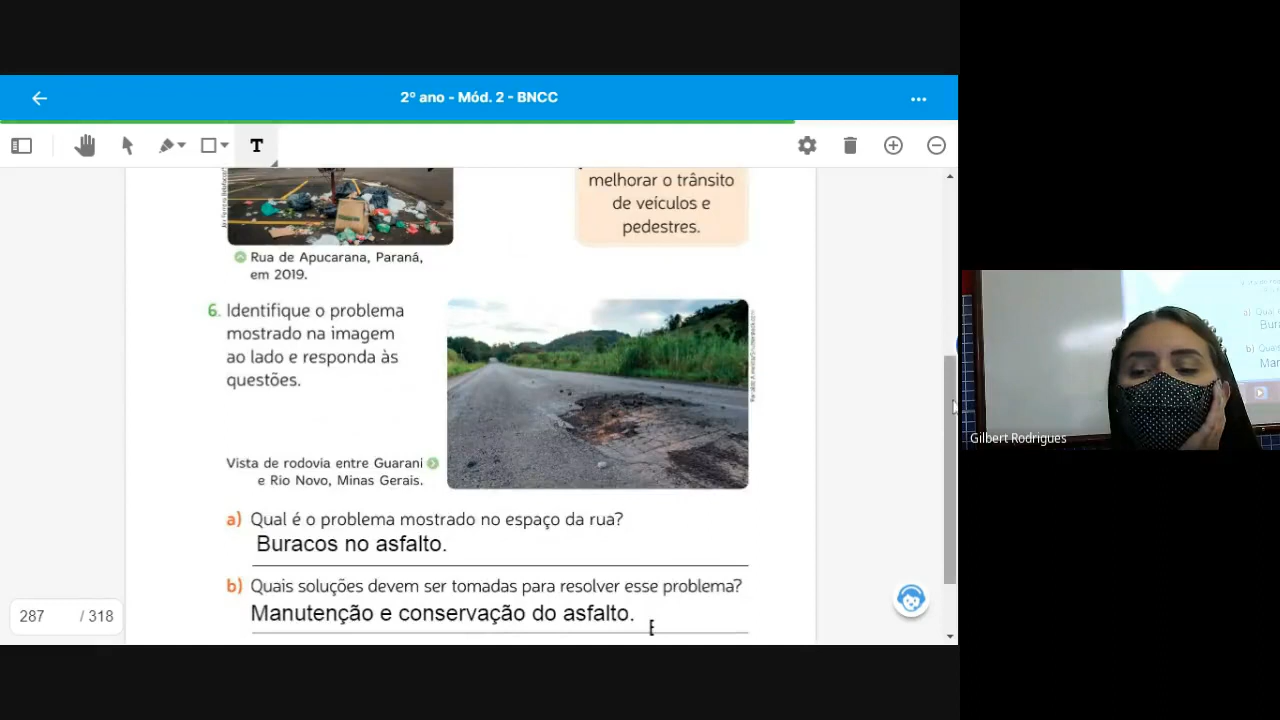 2º ano - Mód. 2 - BNCC
T
melhorar o trânsito
de veículos e
pedestres.
Rua de Apucarana, Paraná,
em 2019.
6. Identifique o problema
mostrado na imagem
ao lado e responda às
questões.
Vista de rodovia entre Guarani
e Rio Novo, Minas Gerais.
a) Qual é o problema mostrado no espaço da rua?
Buracos no asfalto.
b) Quais soluções devem ser tomadas para resolver esse problema?
Manutenção e conservação do asfalto.
287 / 318
Gilbert Rodrigues